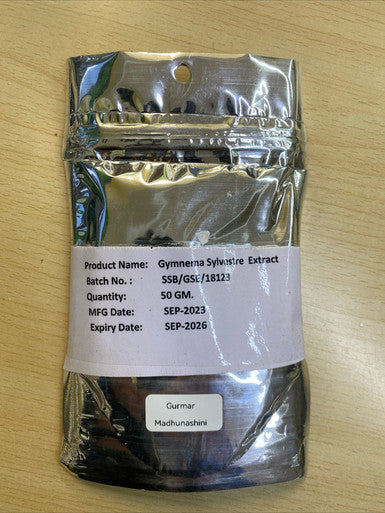 Product Name: Gymnema Sylvestre Extract
Batch No. : SSB/GSE/18123
Quantity: 50 GM.
MFG Date: SEP-2023
Expiry Date: SEP-2026
Gurmar
Madhunashini